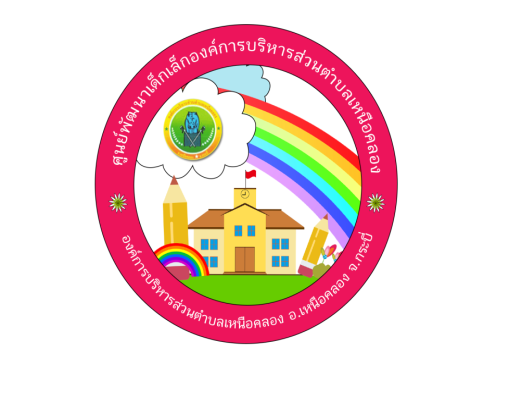 ศูนย์พัฒนาเด็กเล็กองค์การบริหารส่วนตำบลเหนือคลอง
องค์การบริหารส่วนตำบลเหนือคลอง อ.เหนือคลอง จ.กระบี่